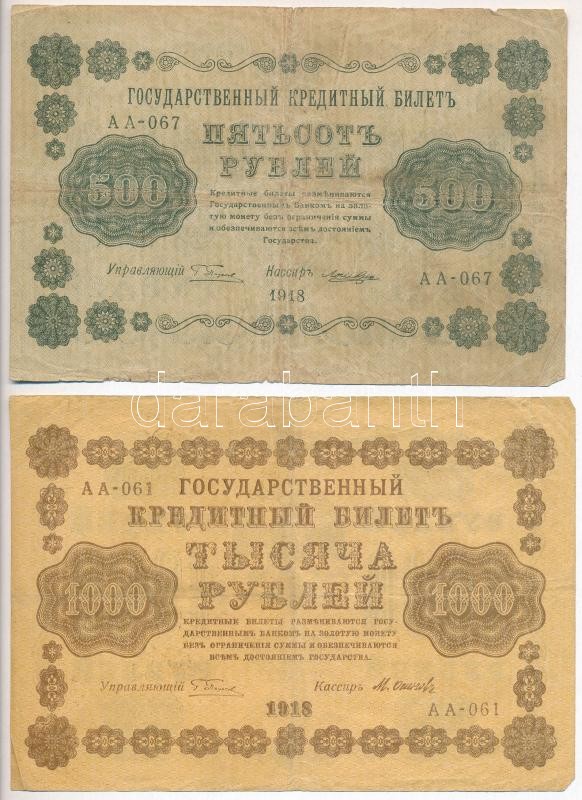 ГОСУДАРСТВЕННЫЙ КРЕДИТНЫЙ БИЛЕТЪ
АА-067
ПЯТЬСОТЪ
РУБЛЕЙ
500
500
Кредитные билеты размѣниваются
Государственнымъ Банкомъ на золо-
тую монету безъ ограниченія суммы
и обезпечиваются всѣмъ достояніемъ
Государства.
Управляющій
Кассиръ
АА-067
1918
darabanth
АА-061
ГОСУДАРСТВЕННЫЙ
КРЕДИТНЫЙ БИЛЕТЪ
ТЫСЯЧА
РУБЛЕЙ
1000
1000
КРЕДИТНЫЕ БИЛЕТЫ РАЗМѢНИВАЮТСЯ ГОСУ-
ДАРСТВЕННЫМЪ БАНКОМЪ НА ЗОЛОТУЮ МОНЕТУ
БЕЗЪ ОГРАНИЧЕНІЯ СУММЫ И ОБЕЗПЕЧИВАЮТСЯ
ВСѢМЪ ДОСТОЯНІЕМЪ ГОСУДАРСТВА.
Управляющій
Кассиръ
1918
АА-061